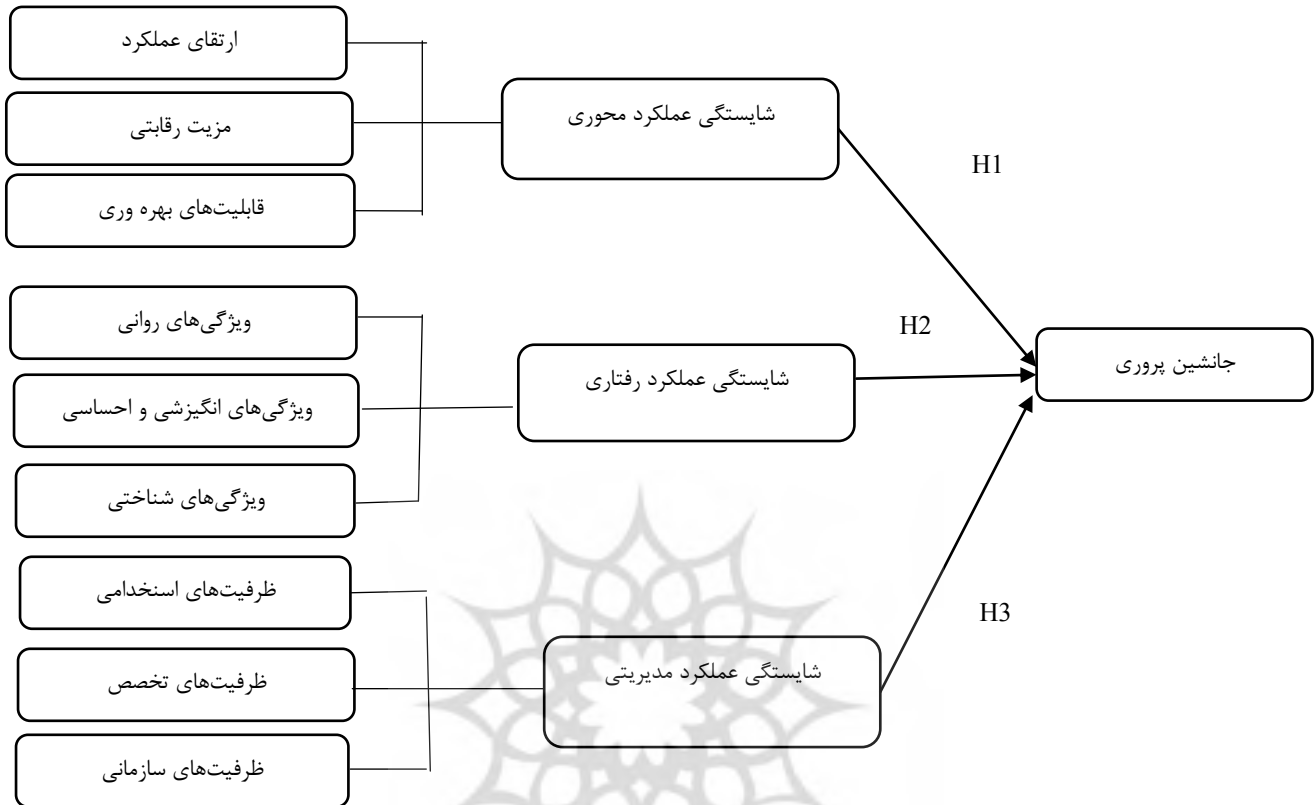 ارتقای عملکرد
مزیت رقابتی
قابلیت‌های بهره وری
شایستگی عملکرد محوری
H1
ویژگی‌های روانی
ویژگی‌های انگیزشی و احساسی
ویژگی‌های شناختی
شایستگی عملکرد رفتاری
H2
جانشین پروری
ظرفیت‌های اسنخدامی
ظرفیت‌های تخصص
ظرفیت‌های سازمانی
شایستگی عملکرد مدیریتی
H3